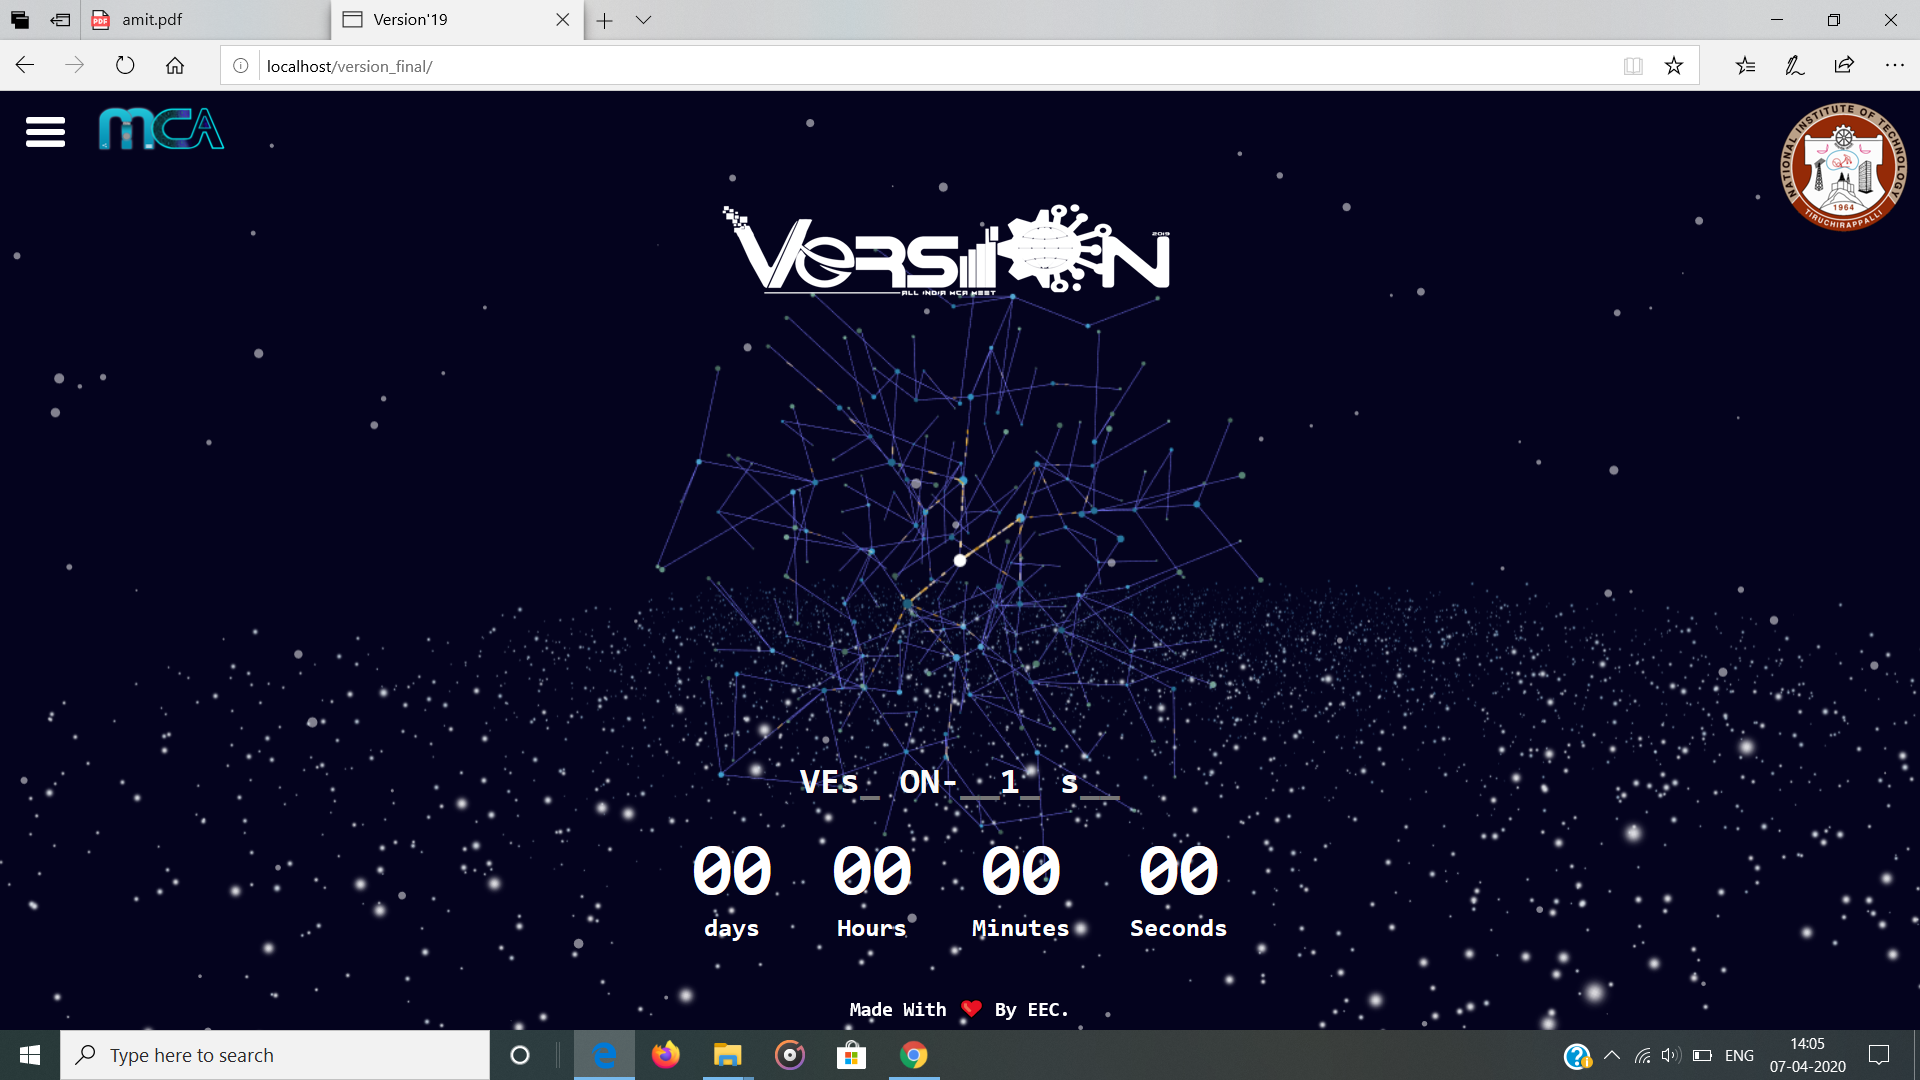 amit.pdf
Version'19
localhost/version_final/
MCA
NATIONAL INSTITUTE OF TECHNOLOGY
1964
TIRUCHIRAPPALLI
VeRSiON
2019
ALL INDIA MCA MEET
VEs_ ON-__1_ s__
00 00 00 00
days Hours Minutes Seconds
Made With ❤ By EEC.
Type here to search
ENG
14:05
07-04-2020